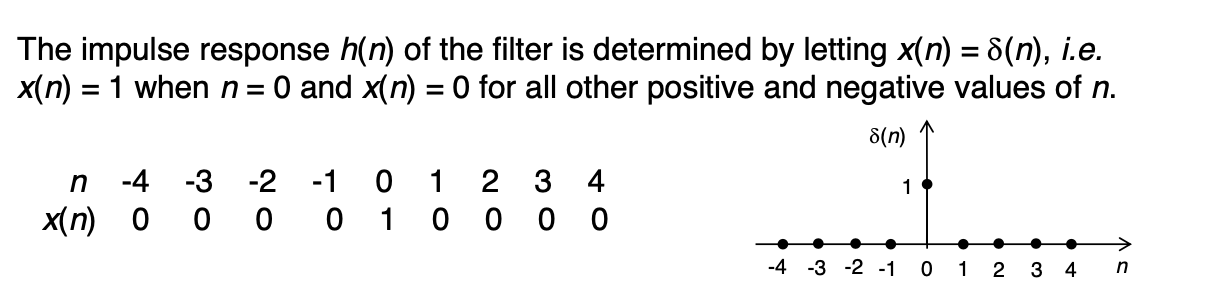 The impulse response h(n) of the filter is determined by letting x(n) = δ(n), i.e.
x(n) = 1 when n = 0 and x(n) = 0 for all other positive and negative values of n.
δ(n)
n -4 -3 -2 -1 0 1 2 3 4
x(n) 0 0 0 0 1 0 0 0 0
1
-4 -3 -2 -1 0 1 2 3 4 n